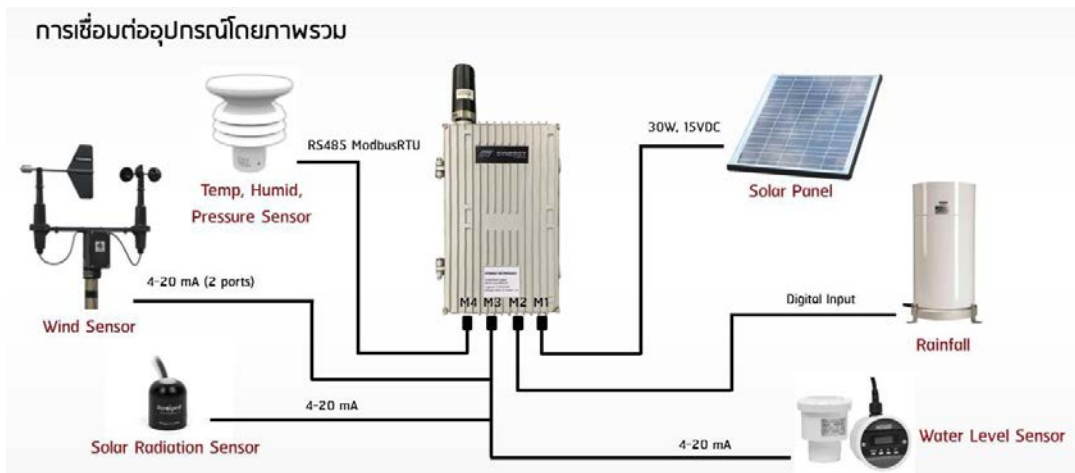 การเชื่อมต่ออุปกรณ์โดยภาพรวม
RS485 ModbusRTU
30W, 15VDC
Temp, Humid,
Pressure Sensor
Solar Panel
4-20 mA (2 ports)
M4 M3 M2 M1
Digital Input
Wind Sensor
Rainfall
4-20 mA
Solar Radiation Sensor
4-20 mA
Water Level Sensor